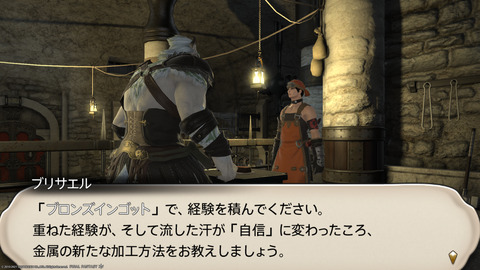 ブリサエル
「ブロンズインゴット」で、経験を積んでください。
重ねた経験が、そして流した汗が「自信」に変わったころ、
金属の新たな加工方法をお教えしましょう。